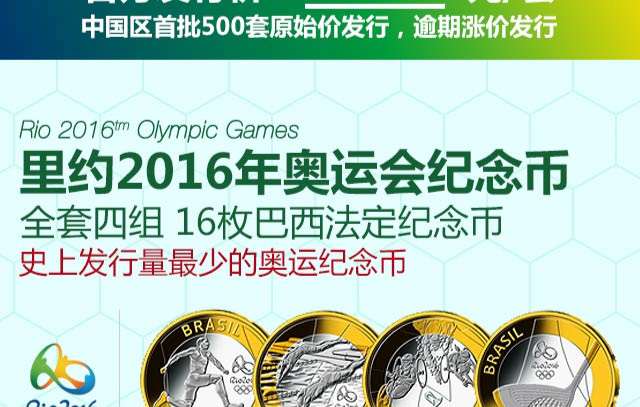 中国区首批500套原始价发行，逾期涨价发行
Rio 2016tm Olympic Games
里约2016年奥运会纪念币
全套四组 16枚巴西法定纪念币
史上发行量最少的奥运纪念币
BRASIL
BRASIL
Rio2016